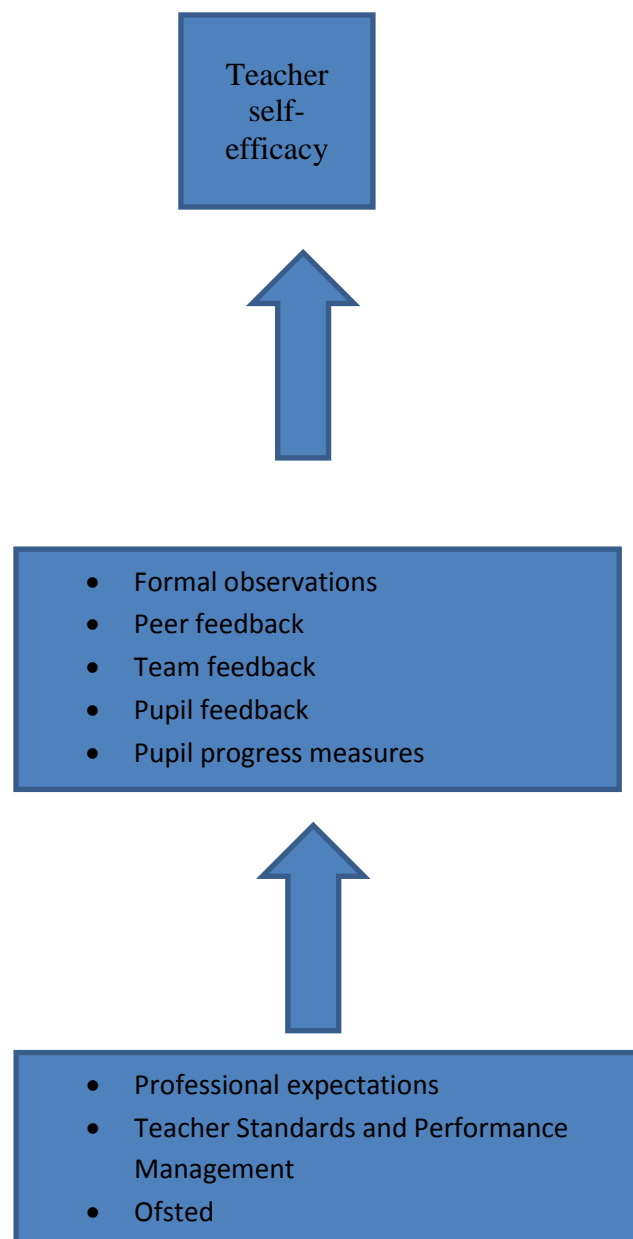 Teacher
self-
efficacy
• Formal observations
• Peer feedback
• Team feedback
• Pupil feedback
• Pupil progress measures
• Professional expectations
• Teacher Standards and Performance
Management
• Ofsted